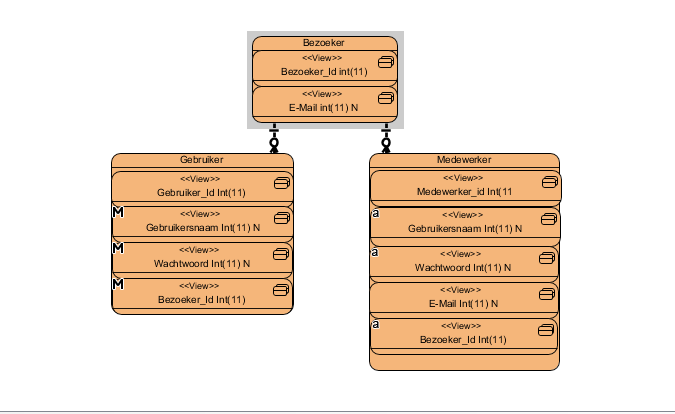 Bezoeker
<<View>>
Bezoeker_Id int(11)
<<View>>
E-Mail int(11) N
Gebruiker
<<View>>
Gebruiker_Id Int(11)
M
<<View>>
Gebruikersnaam Int(11) N
M
<<View>>
Wachtwoord Int(11) N
M
<<View>>
Bezoeker_Id Int(11)
Medewerker
<<View>>
Medewerker_id Int(11
a
<<View>>
Gebruikersnaam Int(11) N
a
<<View>>
Wachtwoord Int(11) N
<<View>>
E-Mail Int(11) N
a
<<View>>
Bezoeker_Id Int(11)